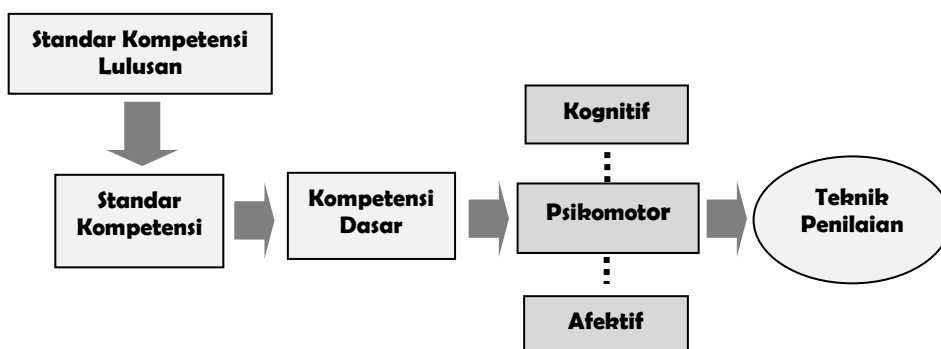 Standar Kompetensi
Lulusan
Standar
Kompetensi
Kompetensi
Dasar
Kognitif
Psikomotor
Afektif
Teknik
Penilaian